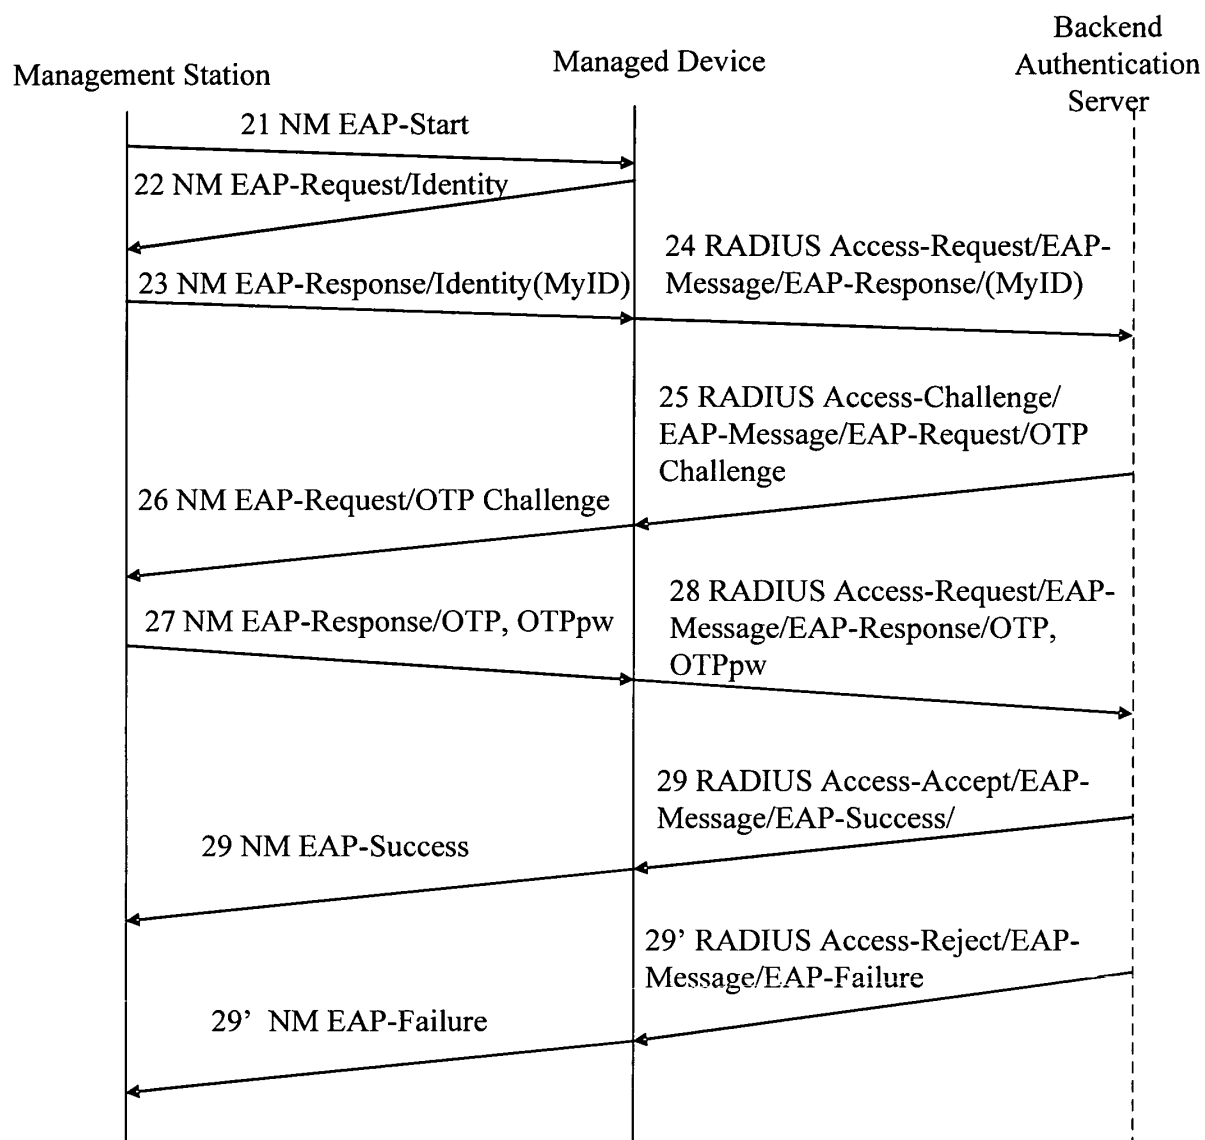 Backend
Authentication
Server
Managed Device
Management Station
21 NM EAP-Start
22 NM EAP-Request/Identity
24 RADIUS Access-Request/EAP-
Message/EAP-Response/(MyID)
23 NM EAP-Response/Identity(MyID)
25 RADIUS Access-Challenge/
EAP-Message/EAP-Request/OTP
Challenge
26 NM EAP-Request/OTP Challenge
28 RADIUS Access-Request/EAP-
Message/EAP-Response/OTP,
OTPpw
27 NM EAP-Response/OTP, OTPpw
29 RADIUS Access-Accept/EAP-
Message/EAP-Success/
29 NM EAP-Success
29’ RADIUS Access-Reject/EAP-
Message/EAP-Failure
29’ NM EAP-Failure